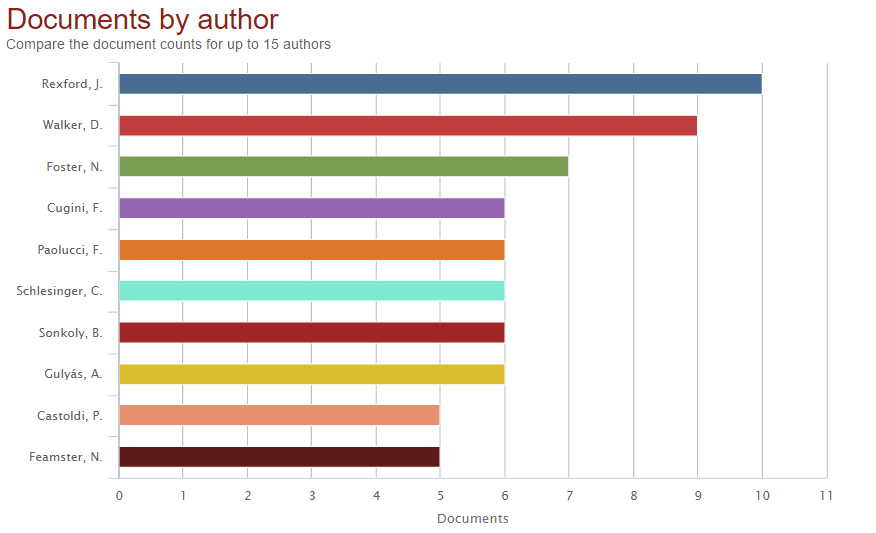 Documents by author
Compare the document counts for up to 15 authors
Rexford, J.
Walker, D.
Foster, N.
Cugini, F.
Paolucci, F.
Schlesinger, C.
Sonkoly, B.
Gulyás, A.
Castoldi, P.
Feamster, N.
0 1 2 3 4 5 6 7 8 9 10 11
Documents